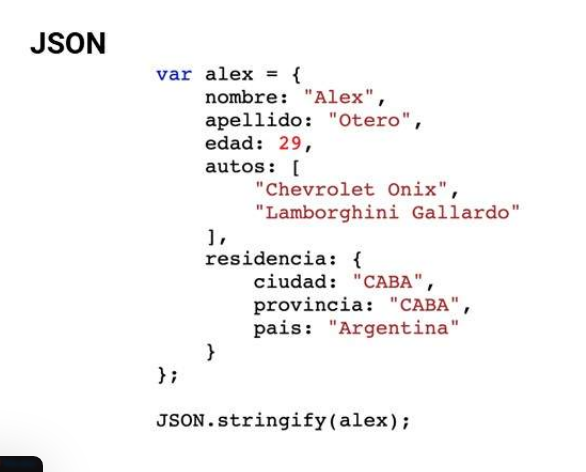 JSON
var alex = {
nombre: "Alex",
apellido: "Otero",
edad: 29,
autos: [
"Chevrolet Onix",
"Lamborghini Gallardo"
],
residencia: {
ciudad: "CABA",
provincia: "CABA",
pais: "Argentina"
}
};
JSON.stringify(alex);